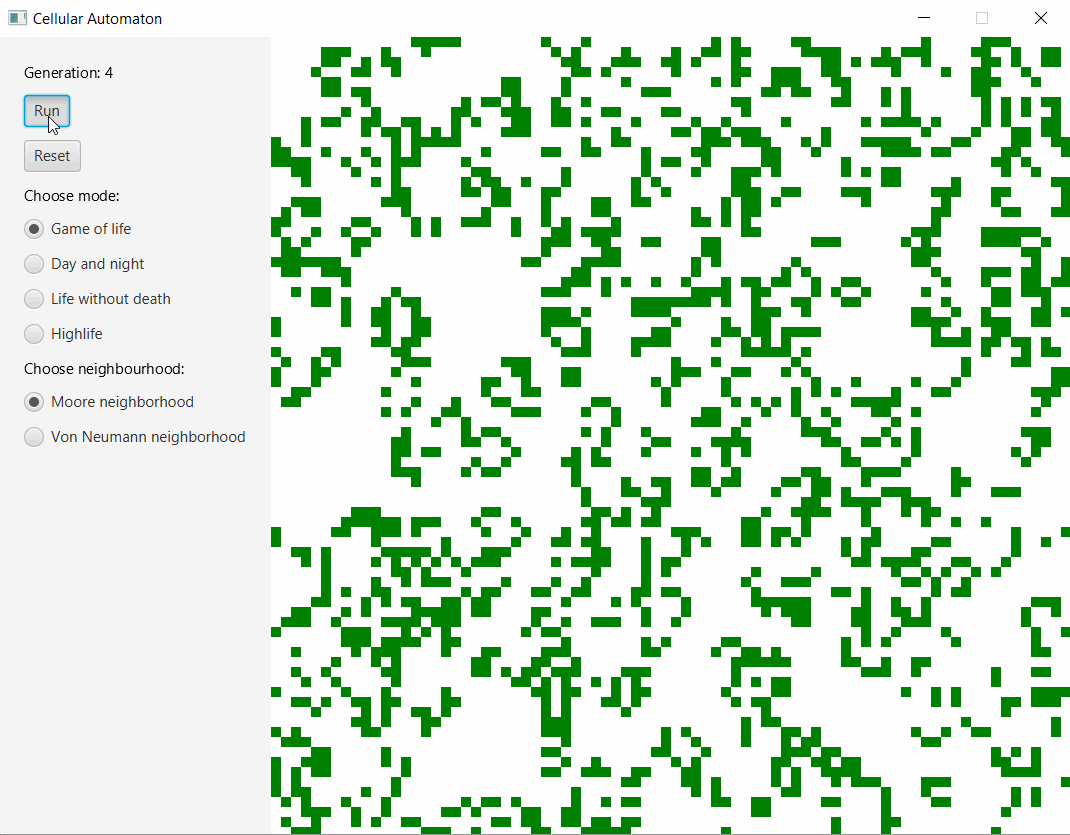 Cellular Automaton
Generation: 4
Run
Reset
Choose mode:
Game of life
Day and night
Life without death
Highlife
Choose neighbourhood:
Moore neighborhood
Von Neumann neighborhood